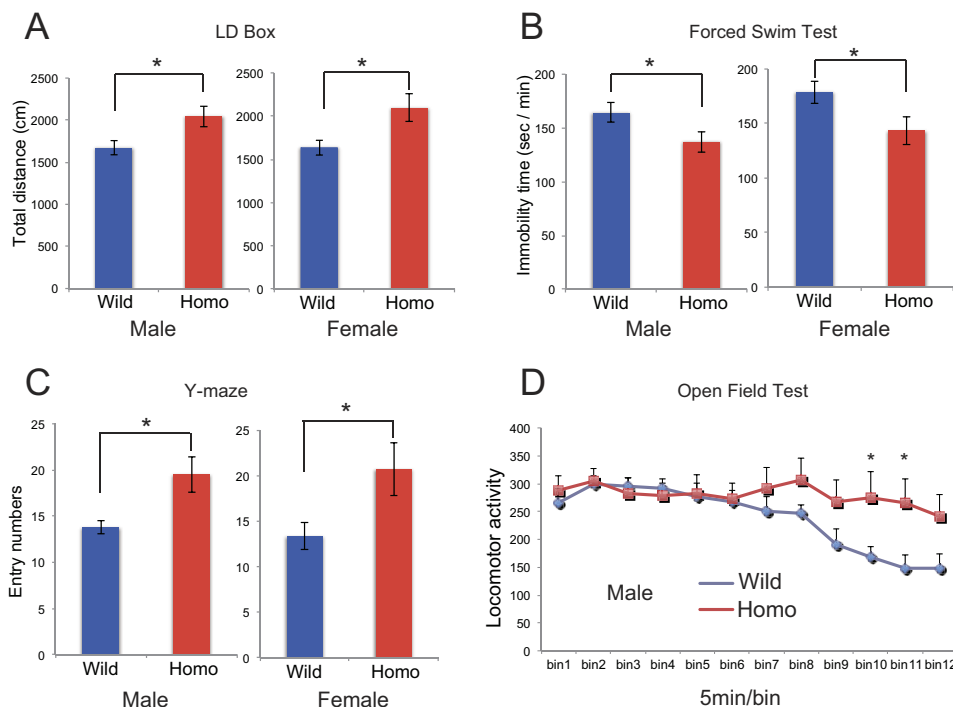 A
LD Box
*
*
Total distance (cm)
2500
2000
1500
1000
500
0
2500
2000
1500
1000
500
0
Wild
Homo
Wild
Homo
Male
Female
B
Forced Swim Test
*
*
Immobility time (sec / min)
200
150
100
50
0
200
150
100
50
0
Wild
Homo
Wild
Homo
Male
Female
C
Y-maze
*
*
Entry numbers
25
20
15
10
5
0
25
20
15
10
5
0
Wild
Homo
Wild
Homo
Male
Female
D
Open Field Test
Locomotor activity
400
350
300
250
200
150
100
50
0
*
*
Male
Wild
Homo
bin1 bin2 bin3 bin4 bin5 bin6 bin7 bin8 bin9 bin10 bin11 bin12
5min/bin